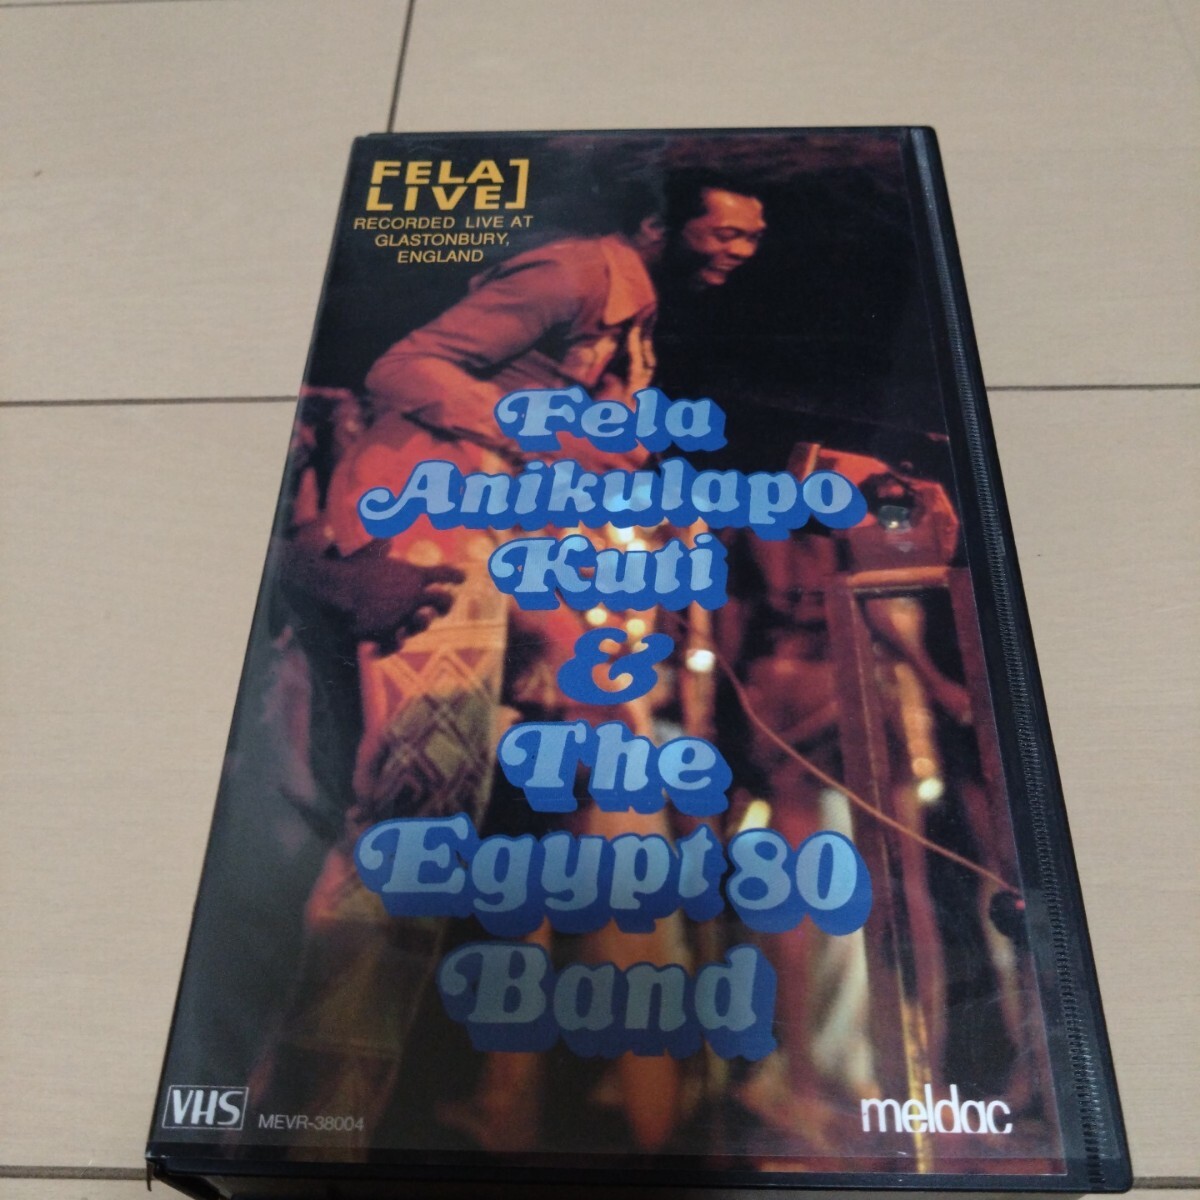 FELA
LIVE]
RECORDED LIVE AT
GLASTONBURY,
ENGLAND
Fela
Anikulapo
Kuti
&
The
Egypt 80
Band
VHS
MEVR-38004
meldac